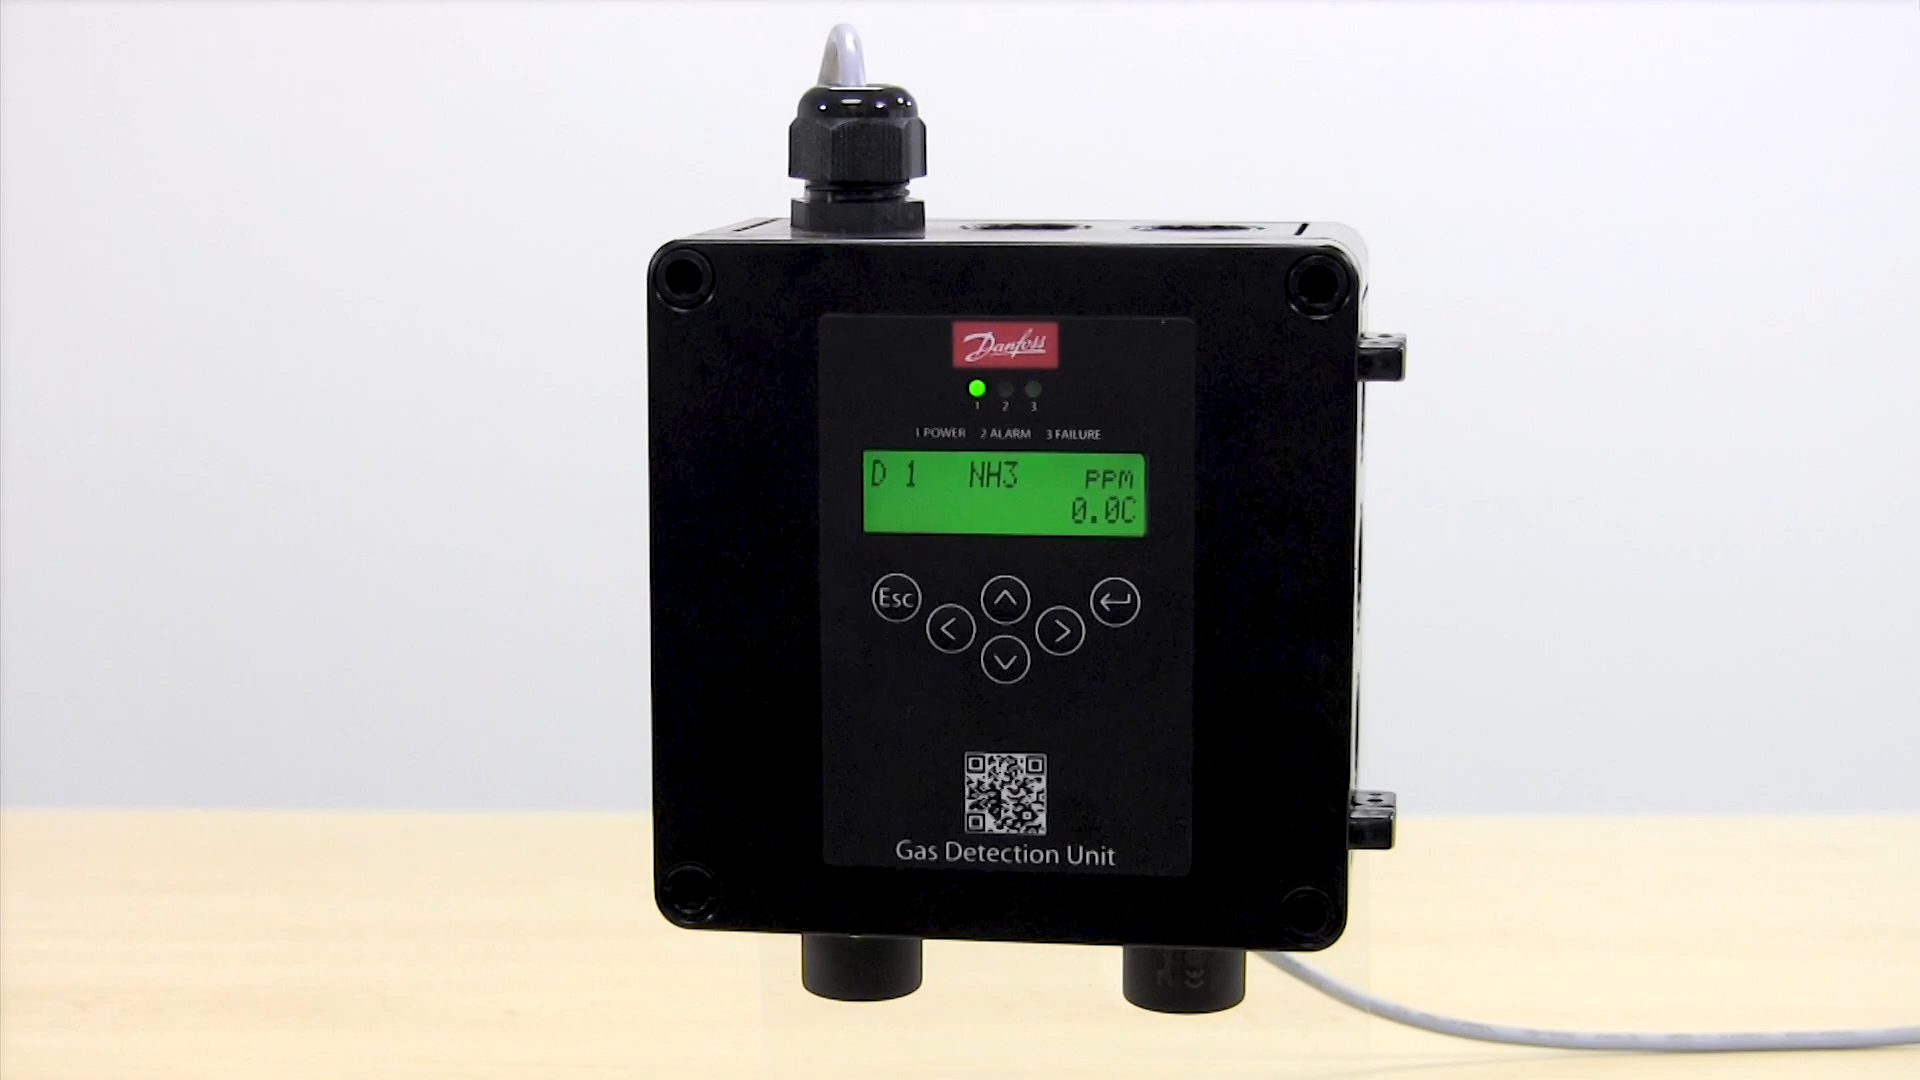 Danfoss
1 2 3
1 POWER 2 ALARM 3 FAILURE
D 1 NH3 ppm
0.0C
Esc
Gas Detection Unit
CE